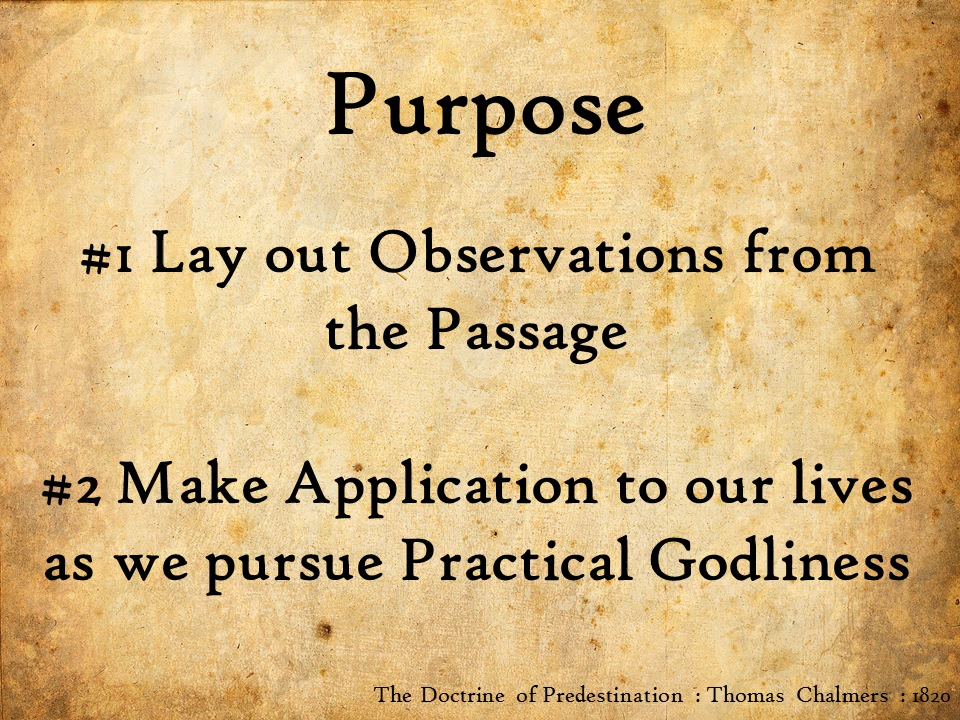 Purpose
#1 Lay out Observations from
the Passage
#2 Make Application to our lives
as we pursue Practical Godliness
The Doctrine of Predestination : Thomas Chalmers : 1820